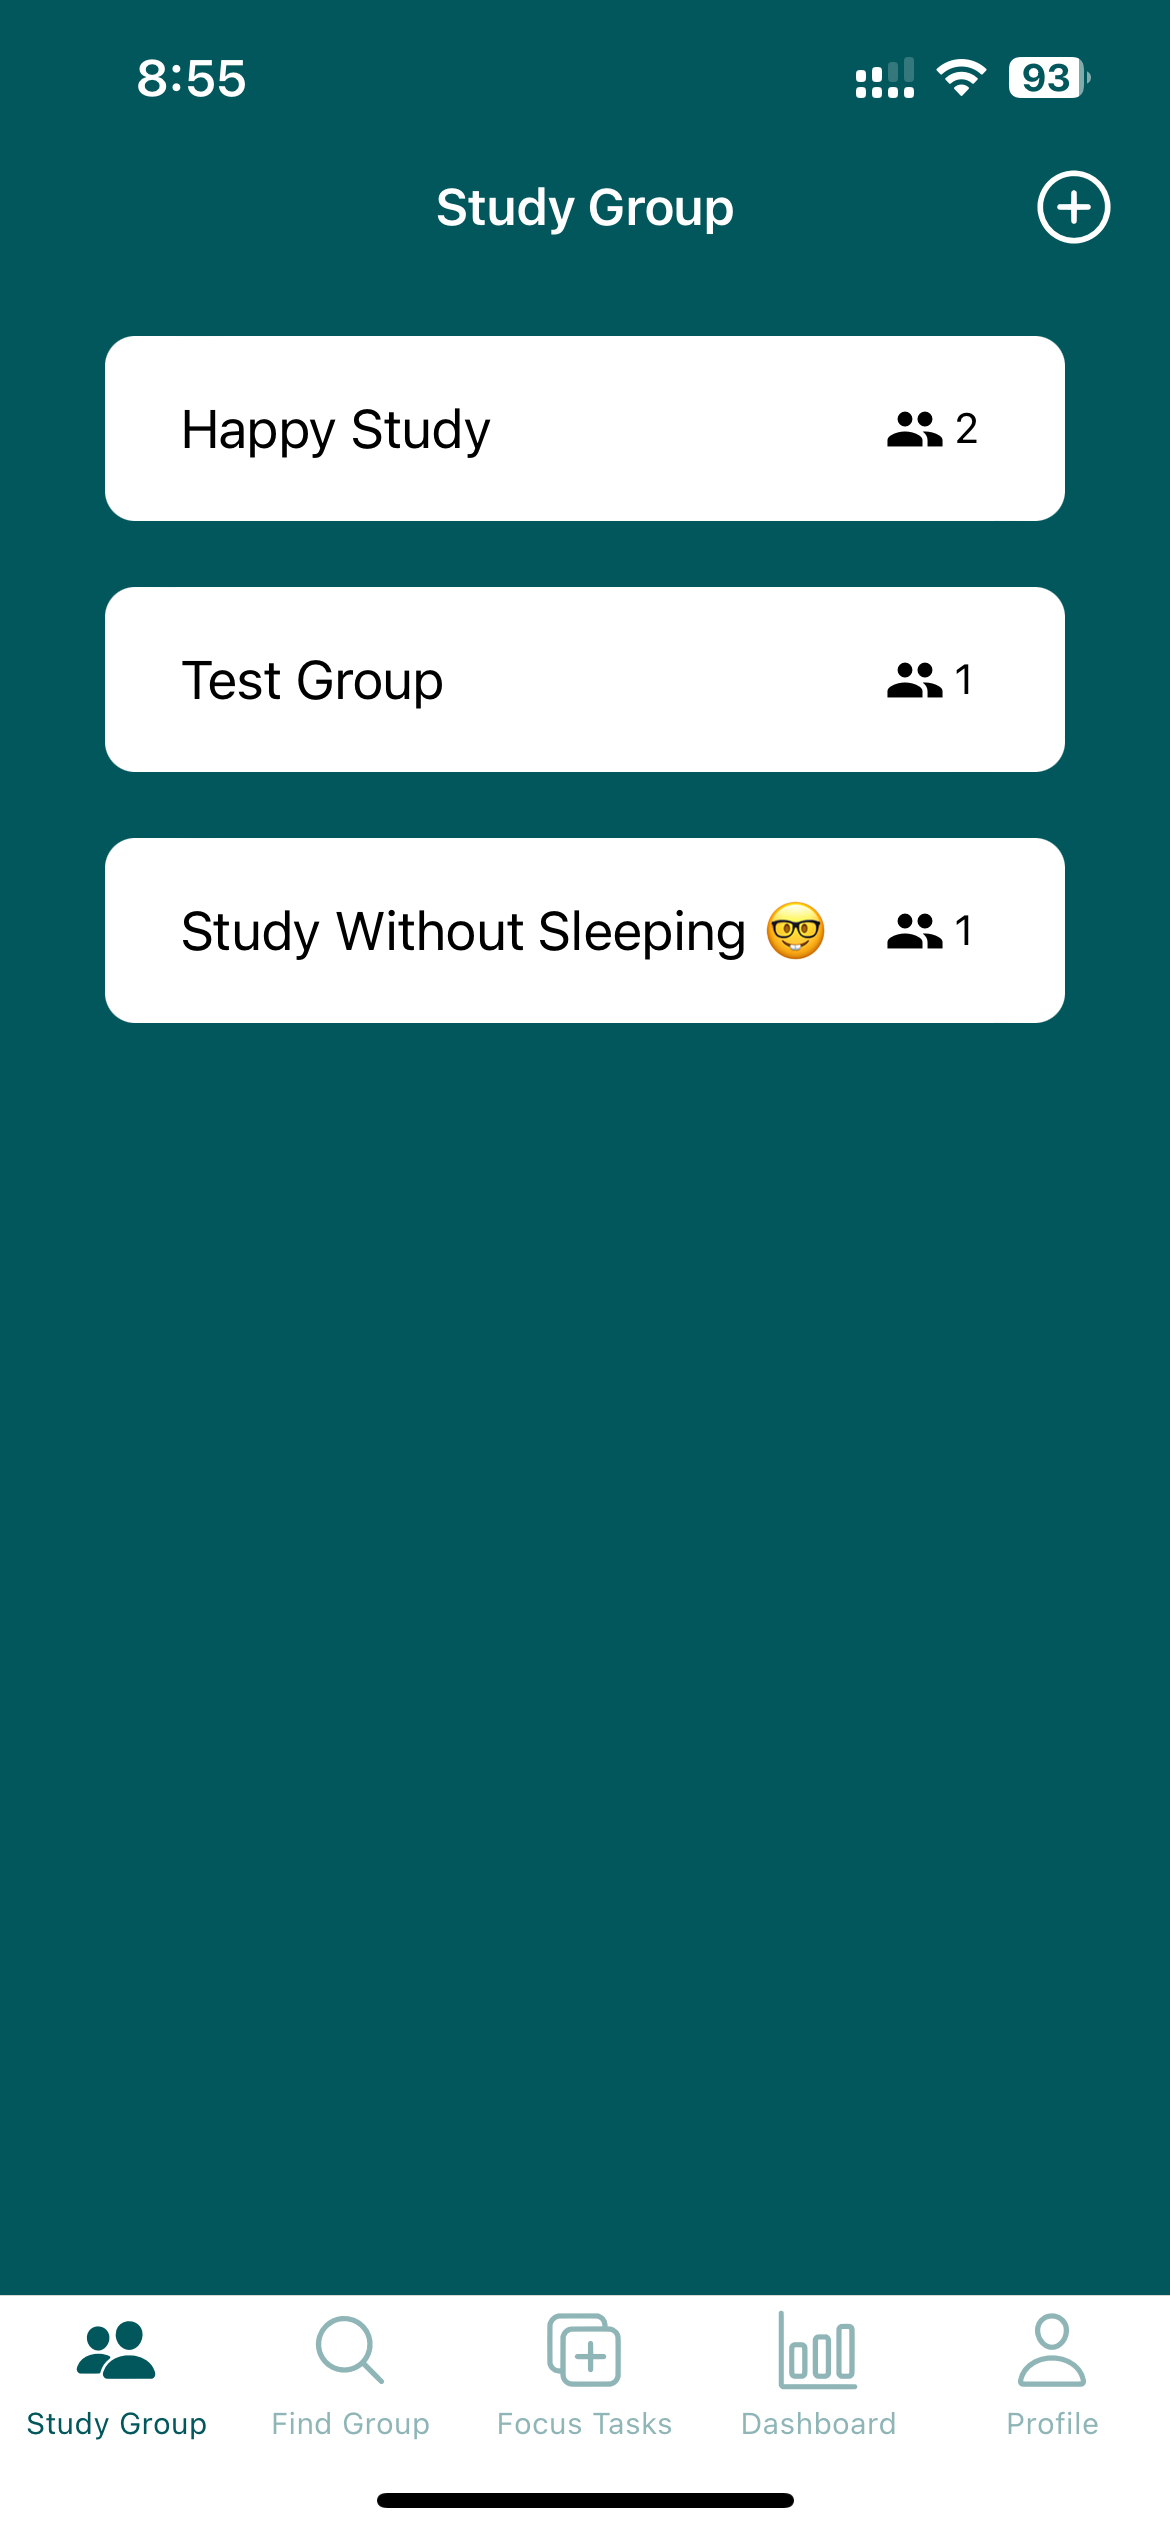 8:55
93
Study Group
Happy Study 2
Test Group 1
Study Without Sleeping 🤓 1
Study Group Find Group Focus Tasks Dashboard Profile